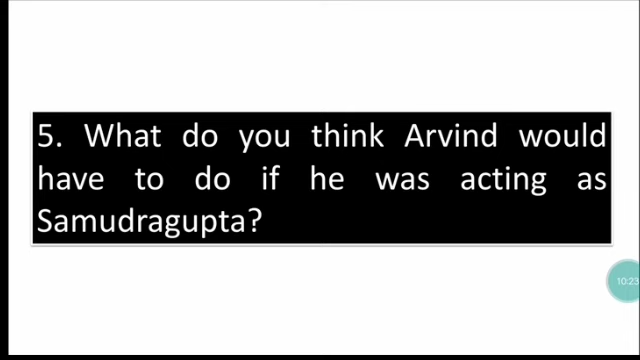 5. What do you think Arvind would
have to do if he was acting as
Samudragupta?
10:23